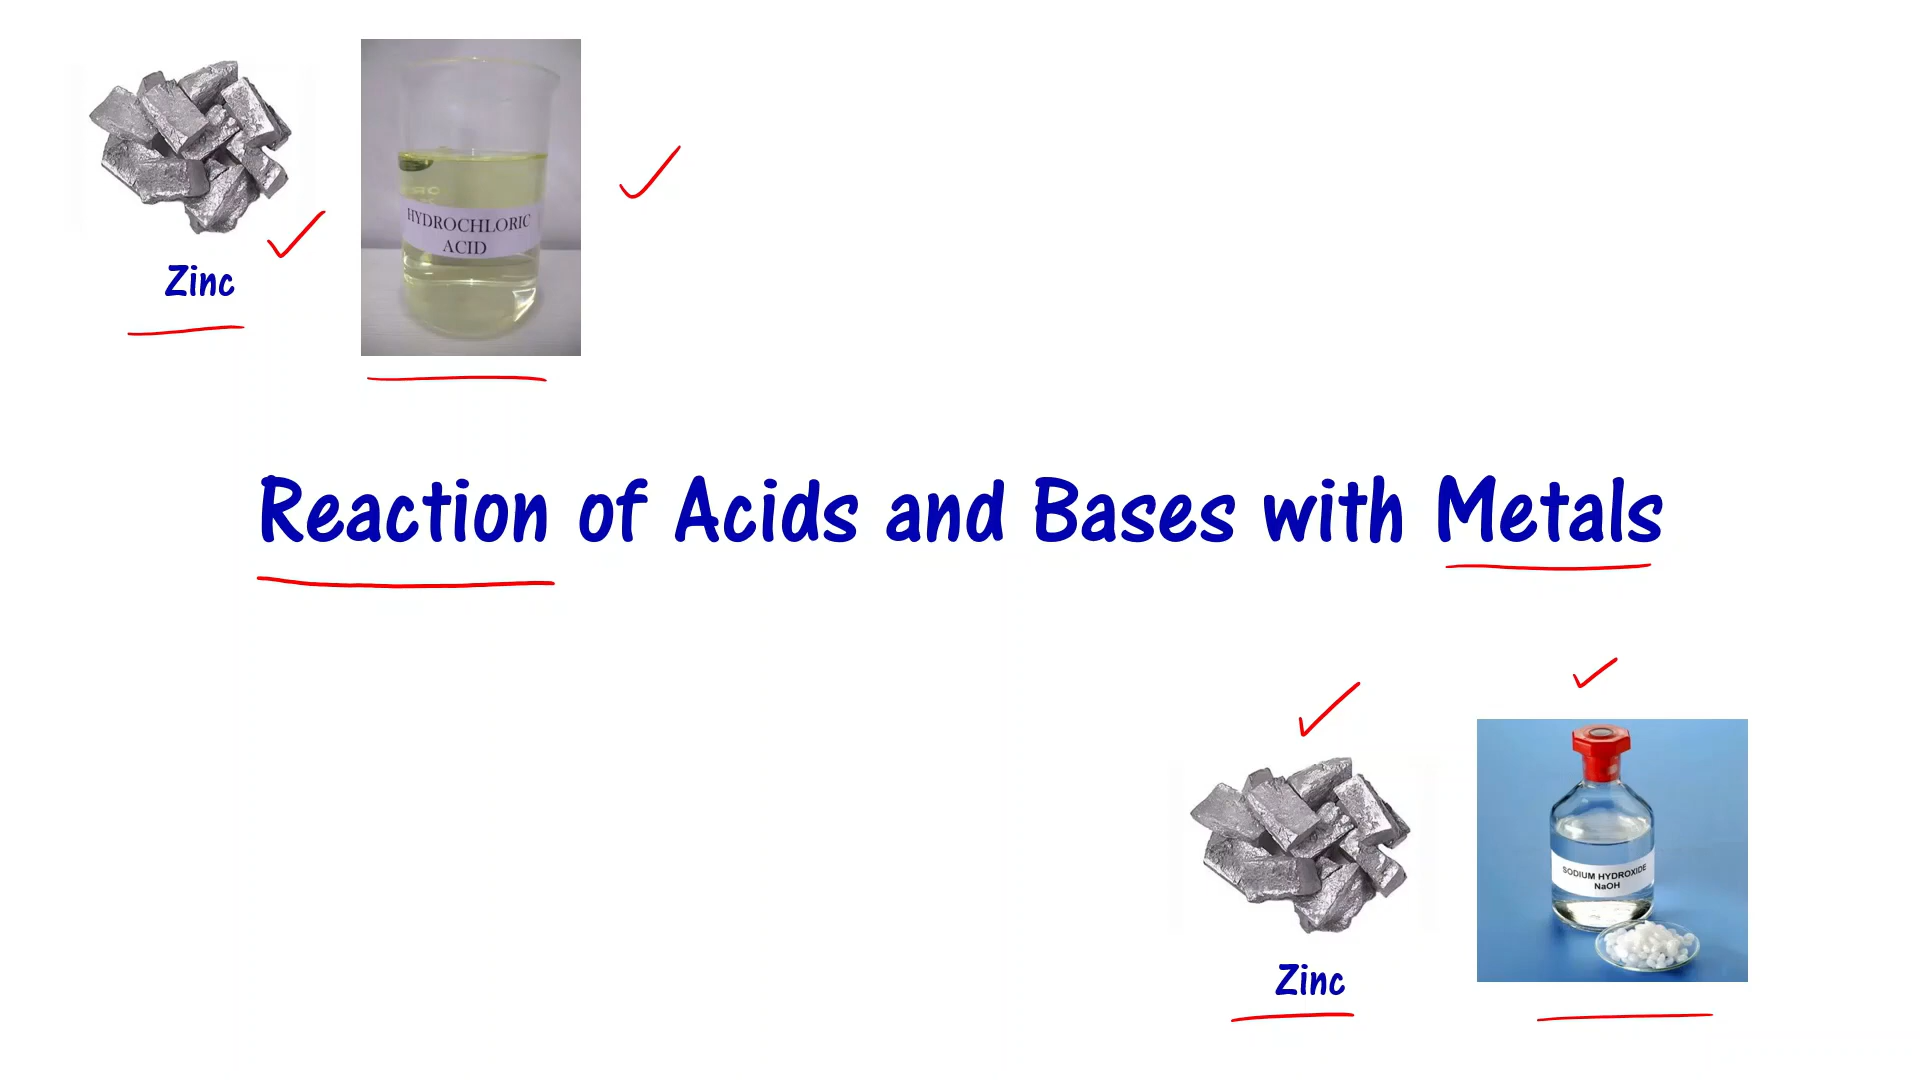 HYDROCHLORIC
ACID
Zinc
Reaction of Acids and Bases with Metals
SODIUM HYDROXIDE
NaOH
Zinc